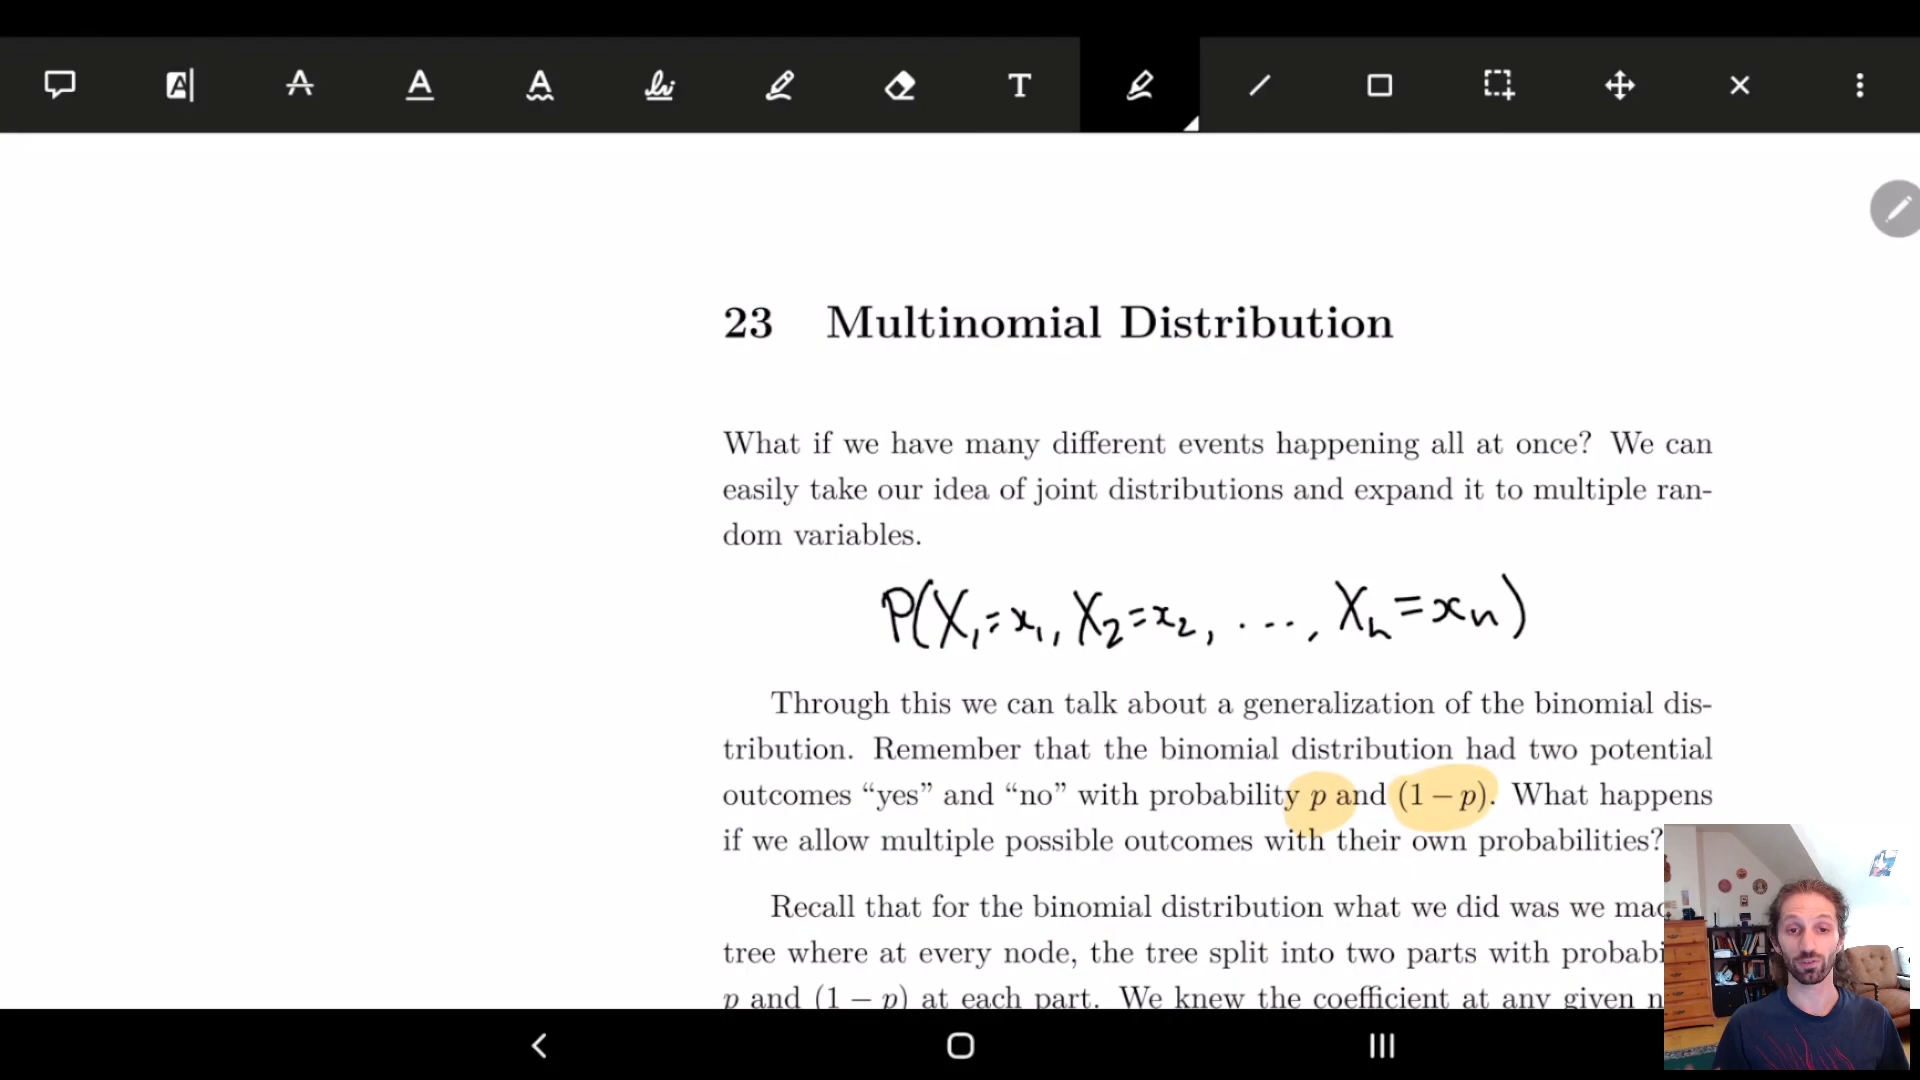 T
23 Multinomial Distribution
What if we have many different events happening all at once? We can
easily take our idea of joint distributions and expand it to multiple ran-
dom variables.
P(X₁=x₁, X₂=x₂, ..., Xₙ=xₙ)
Through this we can talk about a generalization of the binomial dis-
tribution. Remember that the binomial distribution had two potential
outcomes “yes” and “no” with probability p and (1 − p). What happens
if we allow multiple possible outcomes with their own probabilities?
Recall that for the binomial distribution what we did was we
tree where at every node, the tree split into two parts with
p and (1 − p) at each part. We knew the coefficient at any given